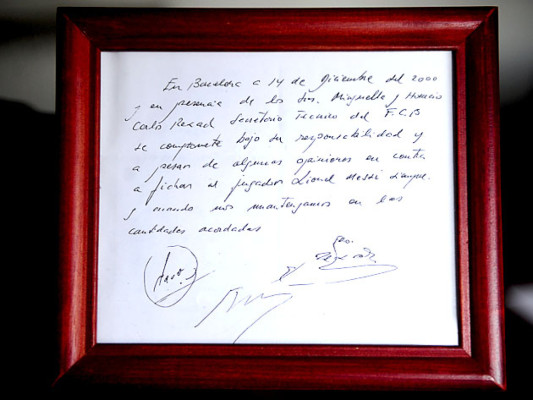 En Barcelona a 14 de Diciembre del 2000
y en presencia de los Sres. Minguella y Horacio
Carlos Rexach Secretario Técnico del F.C.B
se compromete bajo su responsabilidad y
a pesar de algunas opiniones en contra
a fichar al jugador Lionel Messi siempre
y cuando nos mantengamos en las
cantidades acordadas